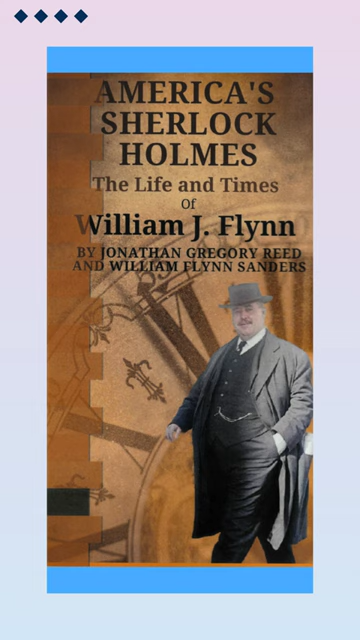 AMERICA'S
SHERLOCK
HOLMES
The Life and Times
Of
William J. Flynn
BY JONATHAN GREGORY REED
AND WILLIAM FLYNN SANDERS